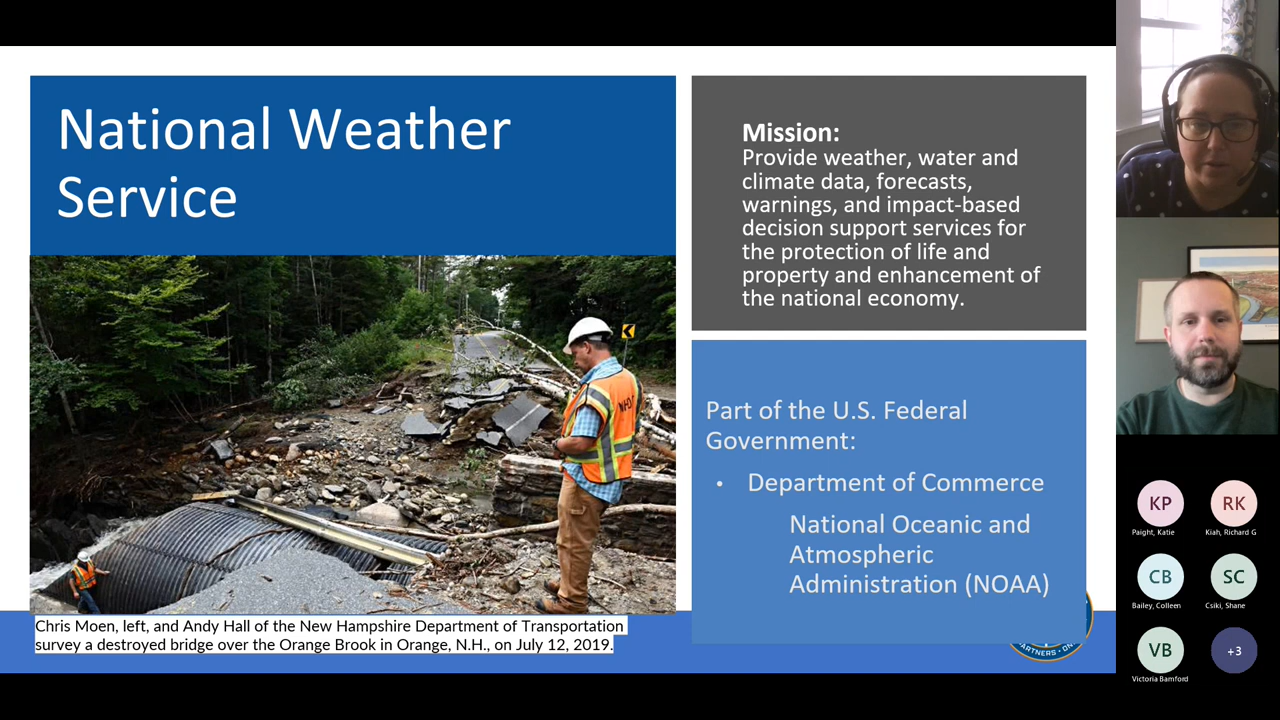 National Weather
Service
Mission:
Provide weather, water and
climate data, forecasts,
warnings, and impact-based
decision support services for
the protection of life and
property and enhancement of
the national economy.
Part of the U.S. Federal
Government:
• Department of Commerce
National Oceanic and
Atmospheric
Administration (NOAA)
Chris Moen, left, and Andy Hall of the New Hampshire Department of Transportation
survey a destroyed bridge over the Orange Brook in Orange, N.H., on July 12, 2019.
KP
RK
Paight, Katie
Kiah, Richard G
CB
SC
Bailey, Colleen
Csiki, Shane
VB
+3
Victoria Bamford